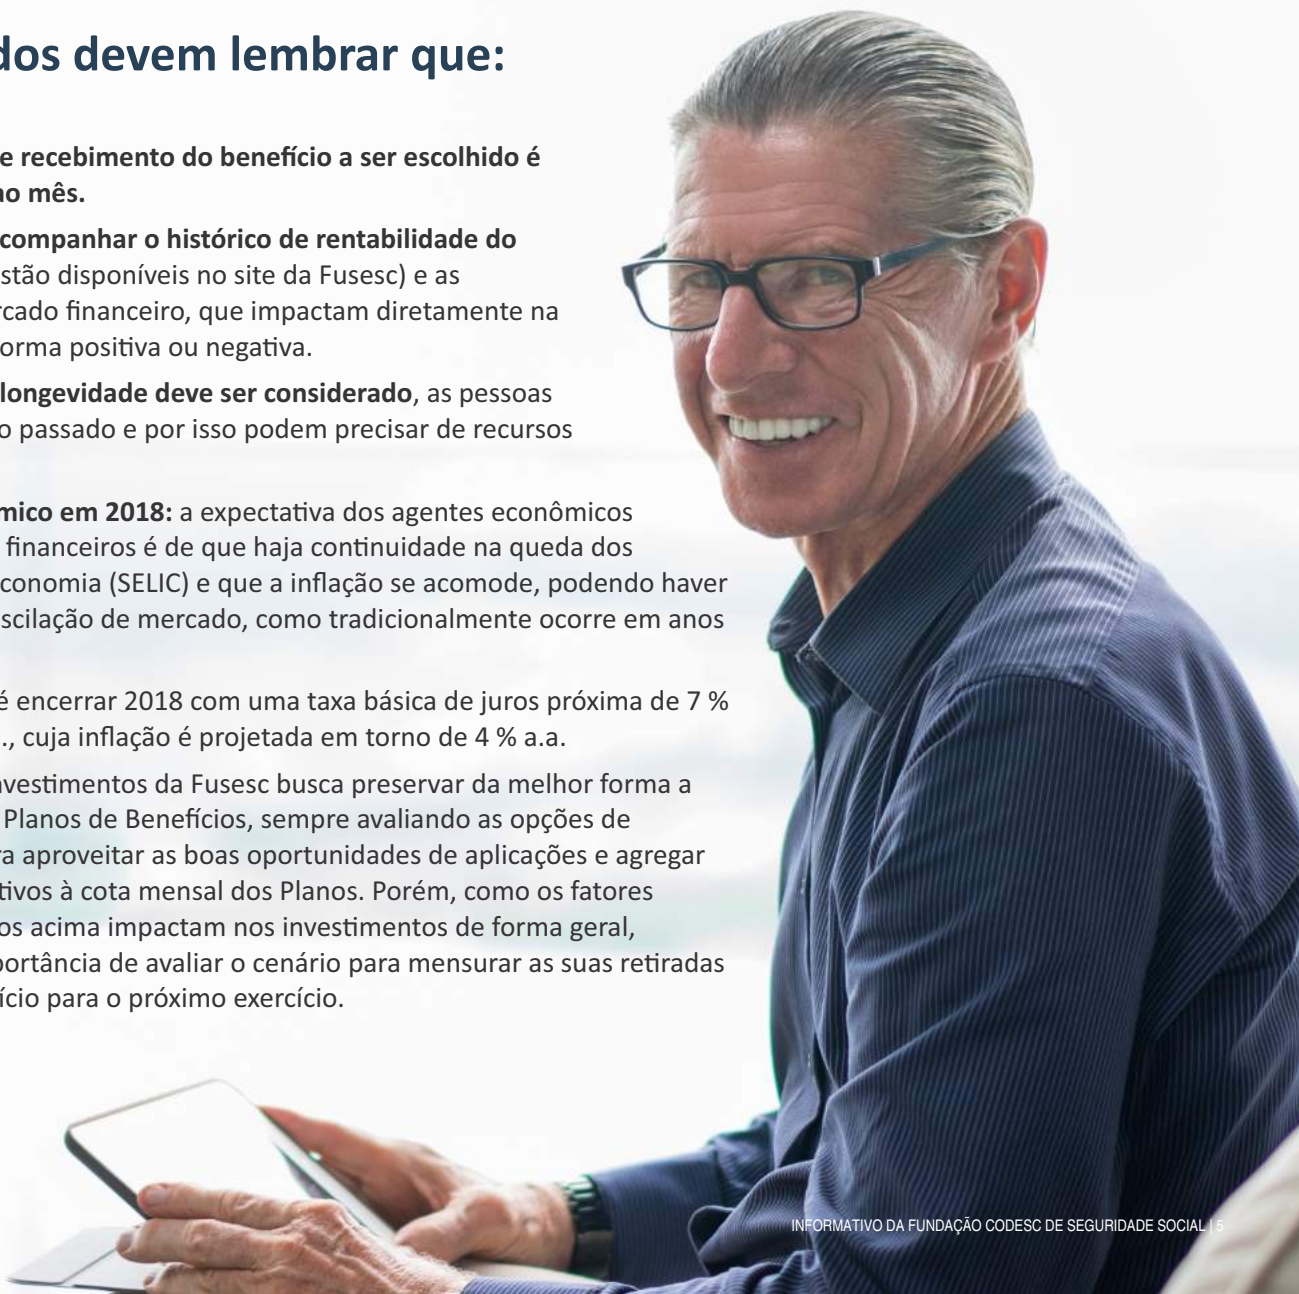 dos devem lembrar que:
e recebimento do benefício a ser escolhido é
ao mês.
companhar o histórico de rentabilidade do
stão disponíveis no site da Fusesc) e as
rcado financeiro, que impactam diretamente na
orma positiva ou negativa.
longevidade deve ser considerado, as pessoas
o passado e por isso podem precisar de recursos
mico em 2018: a expectativa dos agentes econômicos
financeiros é de que haja continuidade na queda dos
conomia (SELIC) e que a inflação se acomode, podendo haver
scilação de mercado, como tradicionalmente ocorre em anos
é encerrar 2018 com uma taxa básica de juros próxima de 7 %
., cuja inflação é projetada em torno de 4 % a.a.
nvestimentos da Fusesc busca preservar da melhor forma a
Planos de Benefícios, sempre avaliando as opções de
ra aproveitar as boas oportunidades de aplicações e agregar
tivos à cota mensal dos Planos. Porém, como os fatores
os acima impactam nos investimentos de forma geral,
portância de avaliar o cenário para mensurar as suas retiradas
ício para o próximo exercício.
INFORMATIVO DA FUNDAÇÃO CODESC DE SEGURIDADE SOCIAL | 5